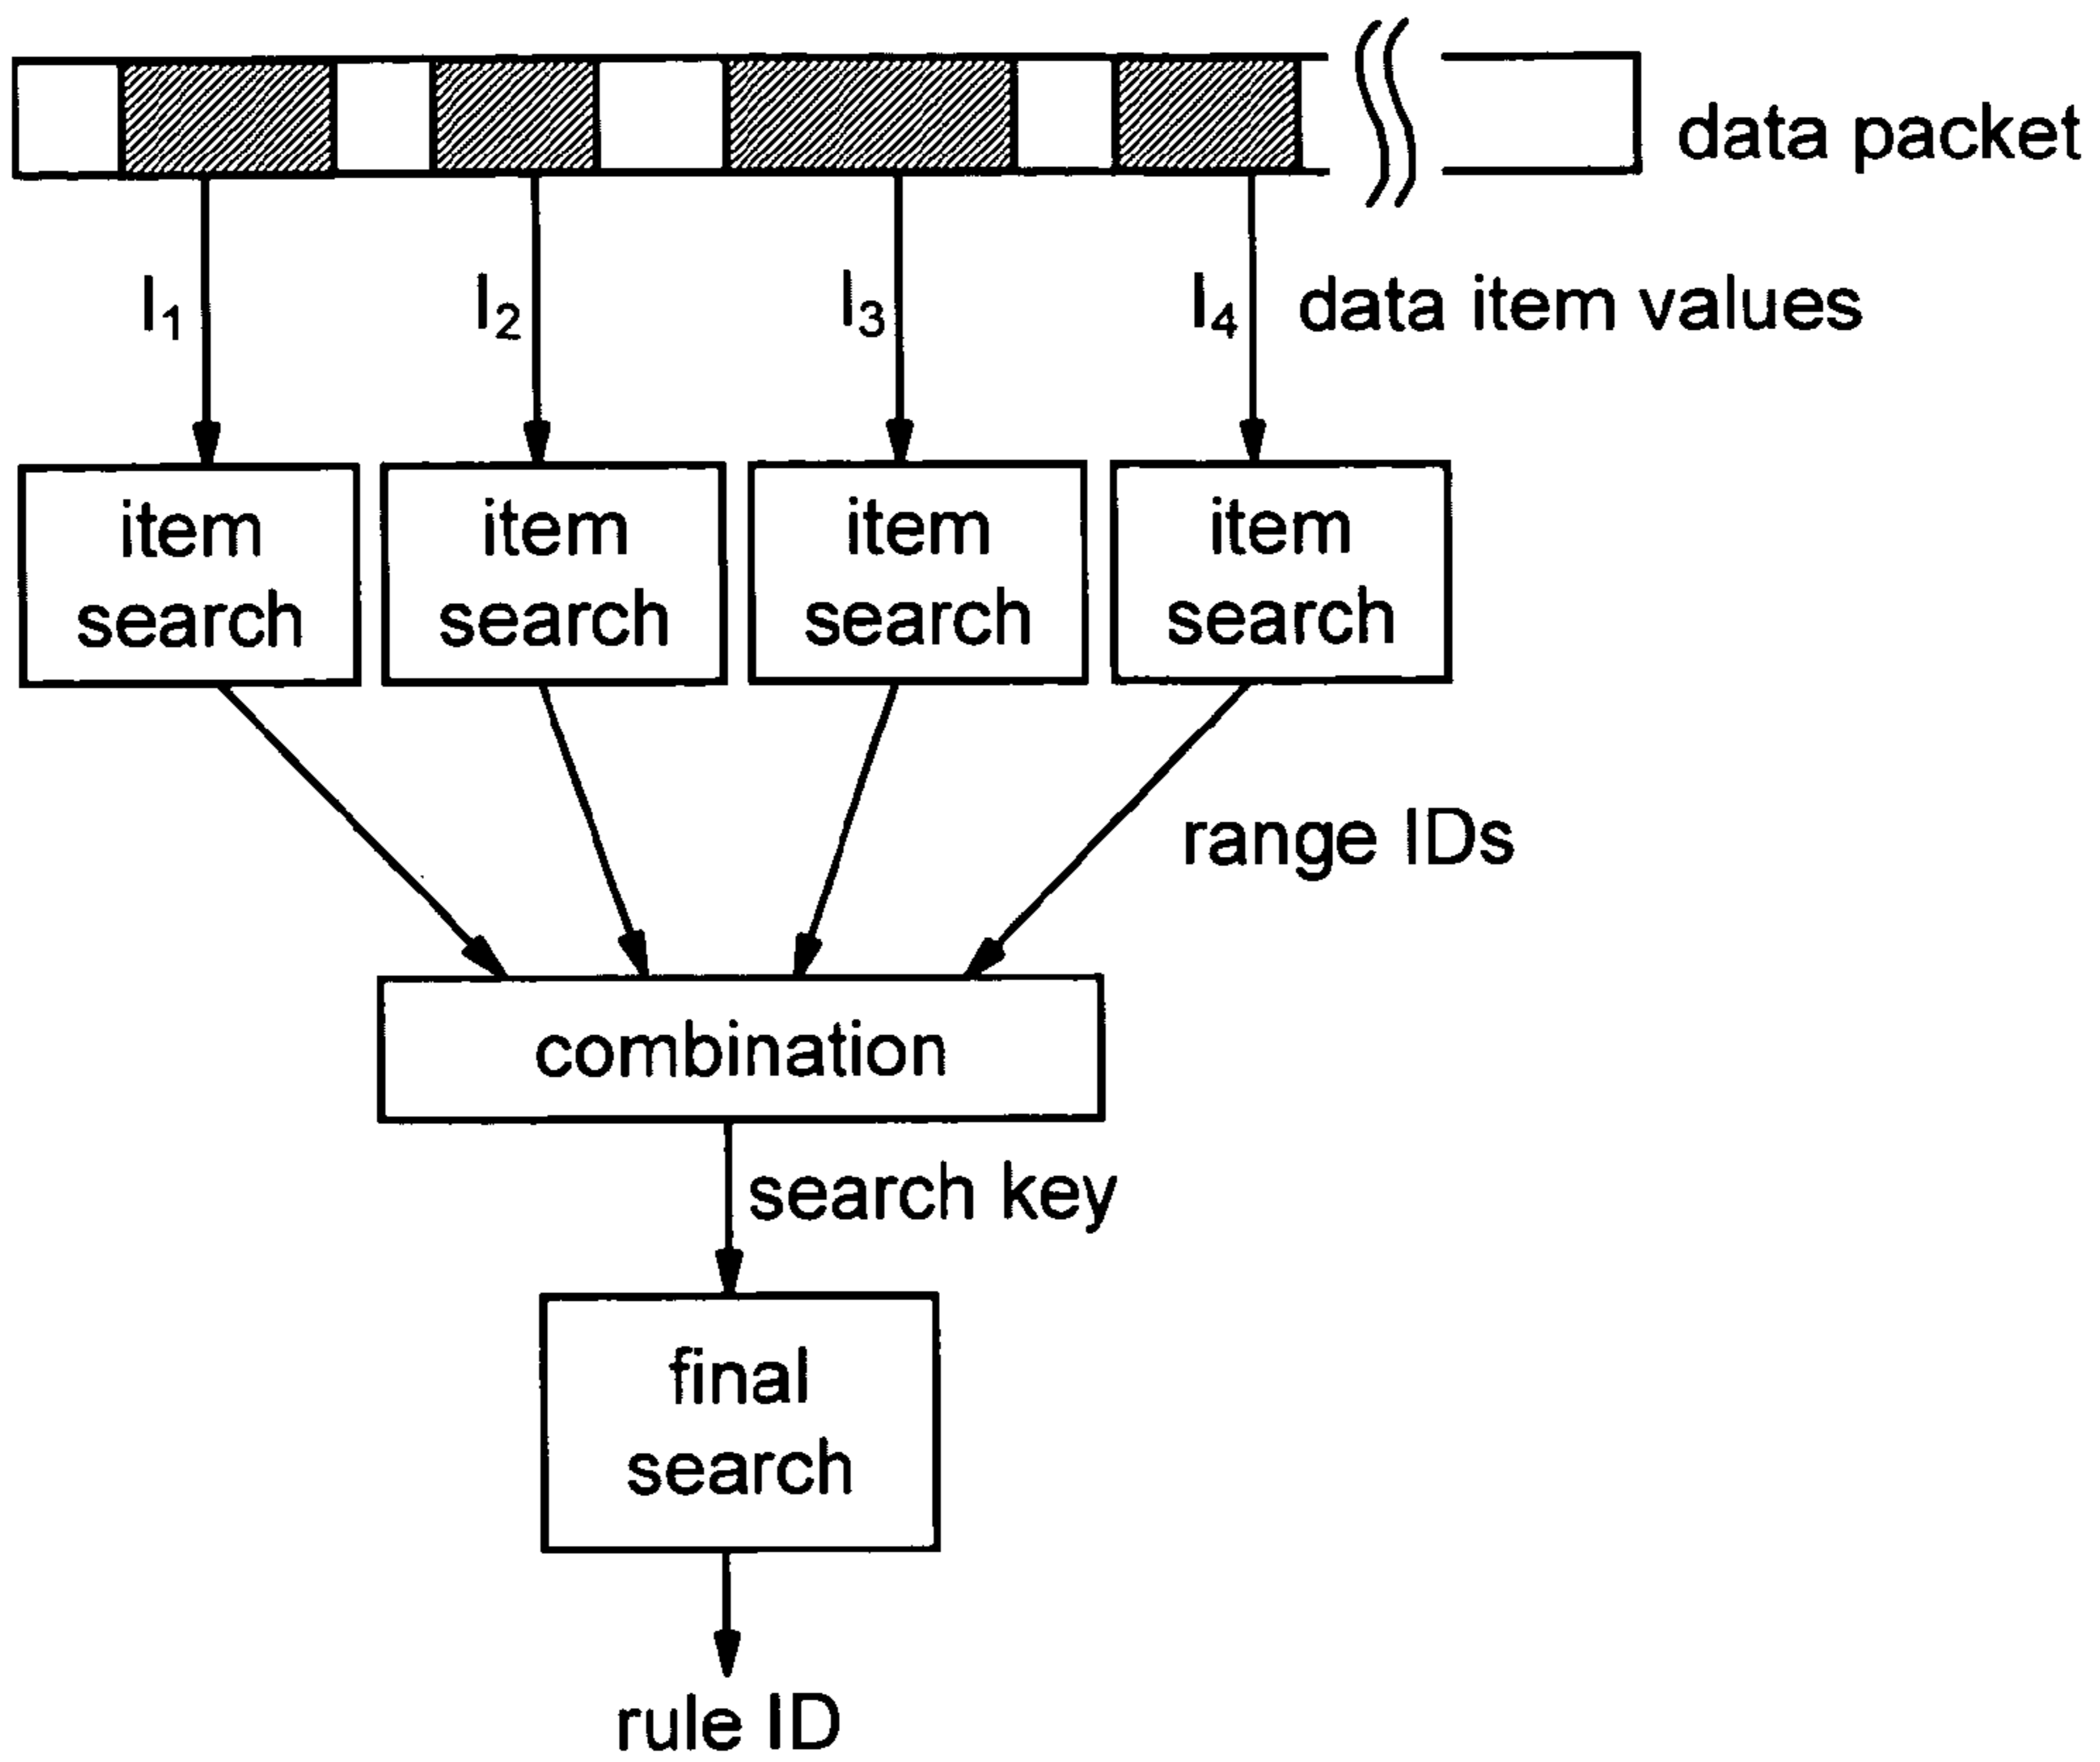 data packet
I1 I2 I3 I4 data item values
item item item item
search search search search
range IDs
combination
search key
final
search
rule ID